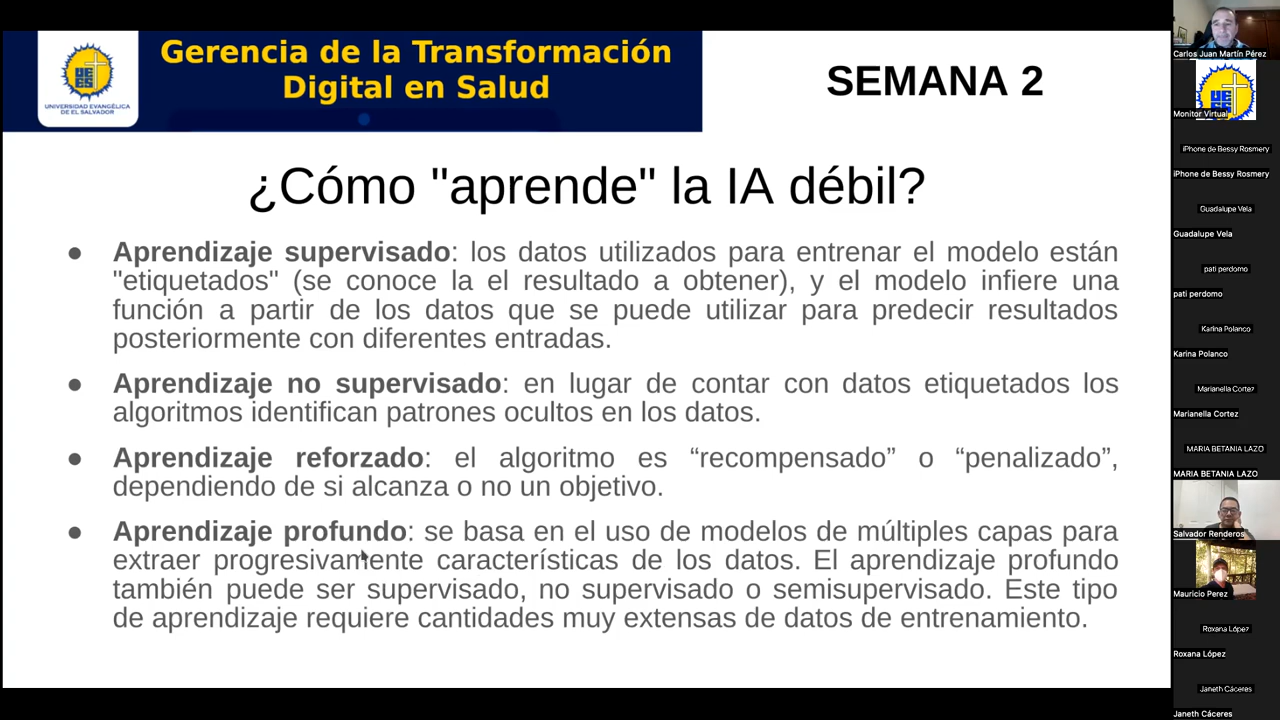 Gerencia de la Transformación
Digital en Salud
UNIVERSIDAD EVANGÉLICA
DE EL SALVADOR
SEMANA 2
¿Cómo "aprende" la IA débil?
● Aprendizaje supervisado: los datos utilizados para entrenar el modelo están
"etiquetados" (se conoce la el resultado a obtener), y el modelo infiere una
función a partir de los datos que se puede utilizar para predecir resultados
posteriormente con diferentes entradas.
● Aprendizaje no supervisado: en lugar de contar con datos etiquetados los
algoritmos identifican patrones ocultos en los datos.
● Aprendizaje reforzado: el algoritmo es “recompensado” o “penalizado”,
dependiendo de si alcanza o no un objetivo.
● Aprendizaje profundo: se basa en el uso de modelos de múltiples capas para
extraer progresivamente características de los datos. El aprendizaje profundo
también puede ser supervisado, no supervisado o semisupervisado. Este tipo
de aprendizaje requiere cantidades muy extensas de datos de entrenamiento.
Carlos Juan Martín Pérez
Monitor Virtual
iPhone de Bessy Rosmery
iPhone de Bessy Rosmery
Guadalupe Vela
Guadalupe Vela
pati perdomo
pati perdomo
Karina Polanco
Karina Polanco
Marianella Cortez
Marianella Cortez
MARIA BETANIA LAZO
MARIA BETANIA LAZO
Salvador Renderos
Mauricio Perez
Roxana López
Roxana López
Janeth Cáceres
Janeth Cáceres